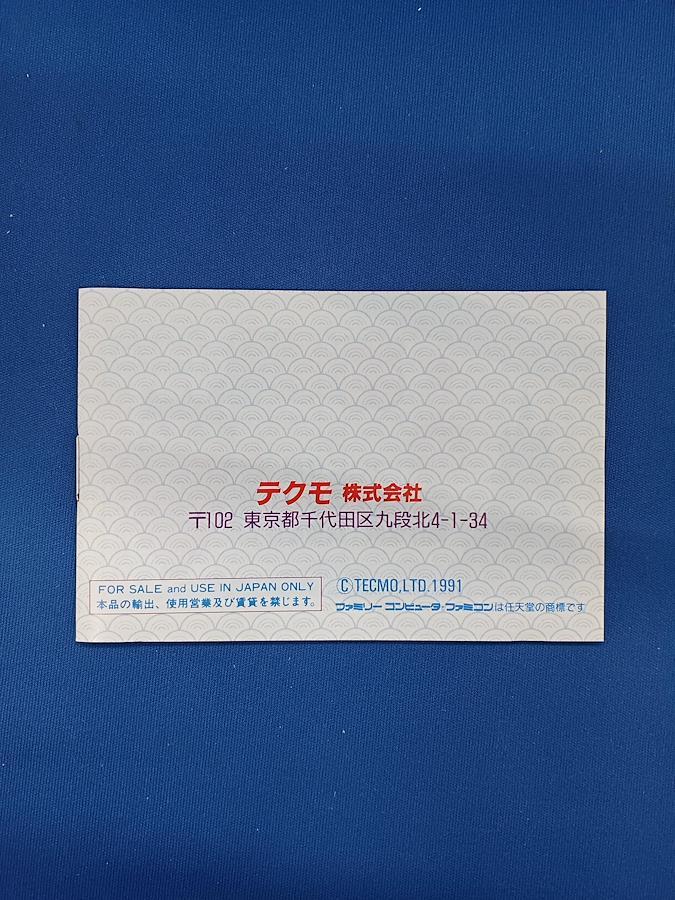 テクモ 株式会社
〒102 東京都千代田区九段北4-1-34
FOR SALE and USE IN JAPAN ONLY
本品の輸出、使用営業及び賃貸を禁じます。
©TECMO,LTD.1991
ファミリーコンピュータ・ファミコンは任天堂の商標です